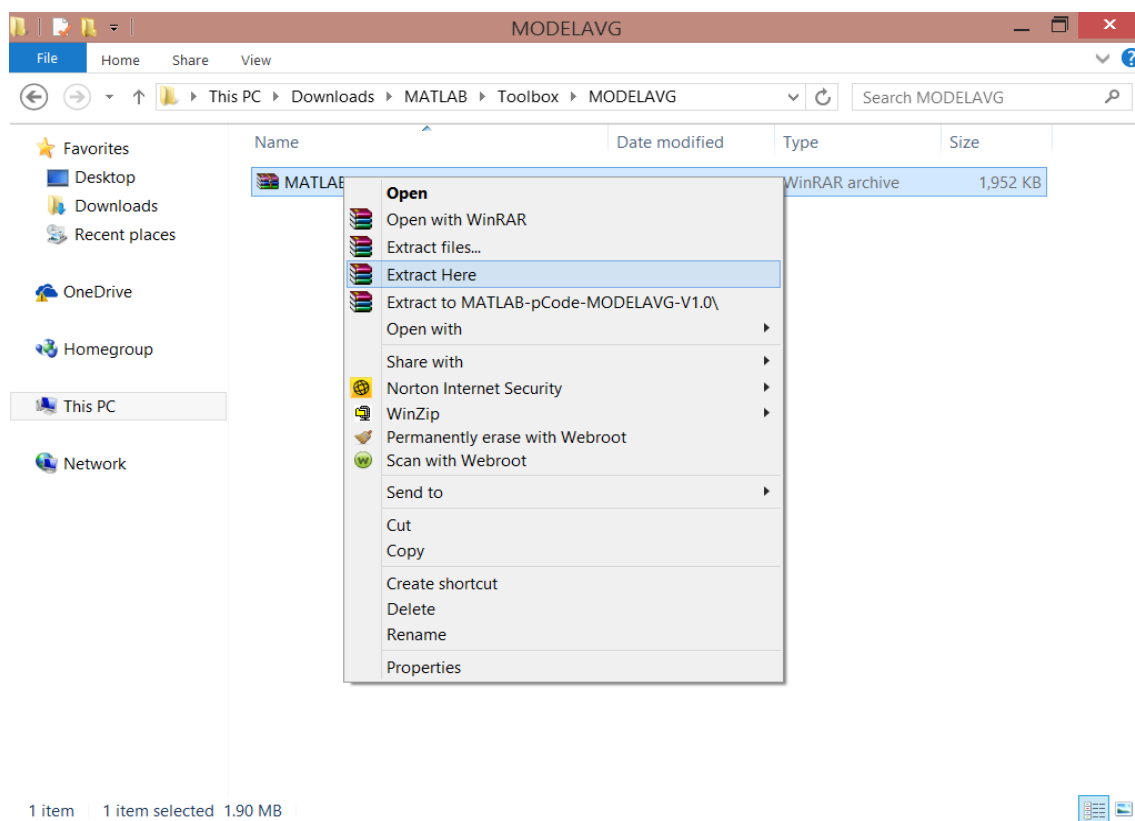 MODELAVG
File Home Share View
This PC Downloads MATLAB Toolbox MODELAVG
Search MODELAVG
Name Date modified Type Size
Favorites
Desktop
Downloads
Recent places
OneDrive
Homegroup
This PC
Network
MATLAB WinRAR archive 1,952 KB
Open
Open with WinRAR
Extract files...
Extract Here
Extract to MATLAB-pCode-MODELAVG-V1.0\
Open with
Share with
Norton Internet Security
WinZip
Permanently erase with Webroot
Scan with Webroot
Send to
Cut
Copy
Create shortcut
Delete
Rename
Properties
1 item 1 item selected 1.90 MB